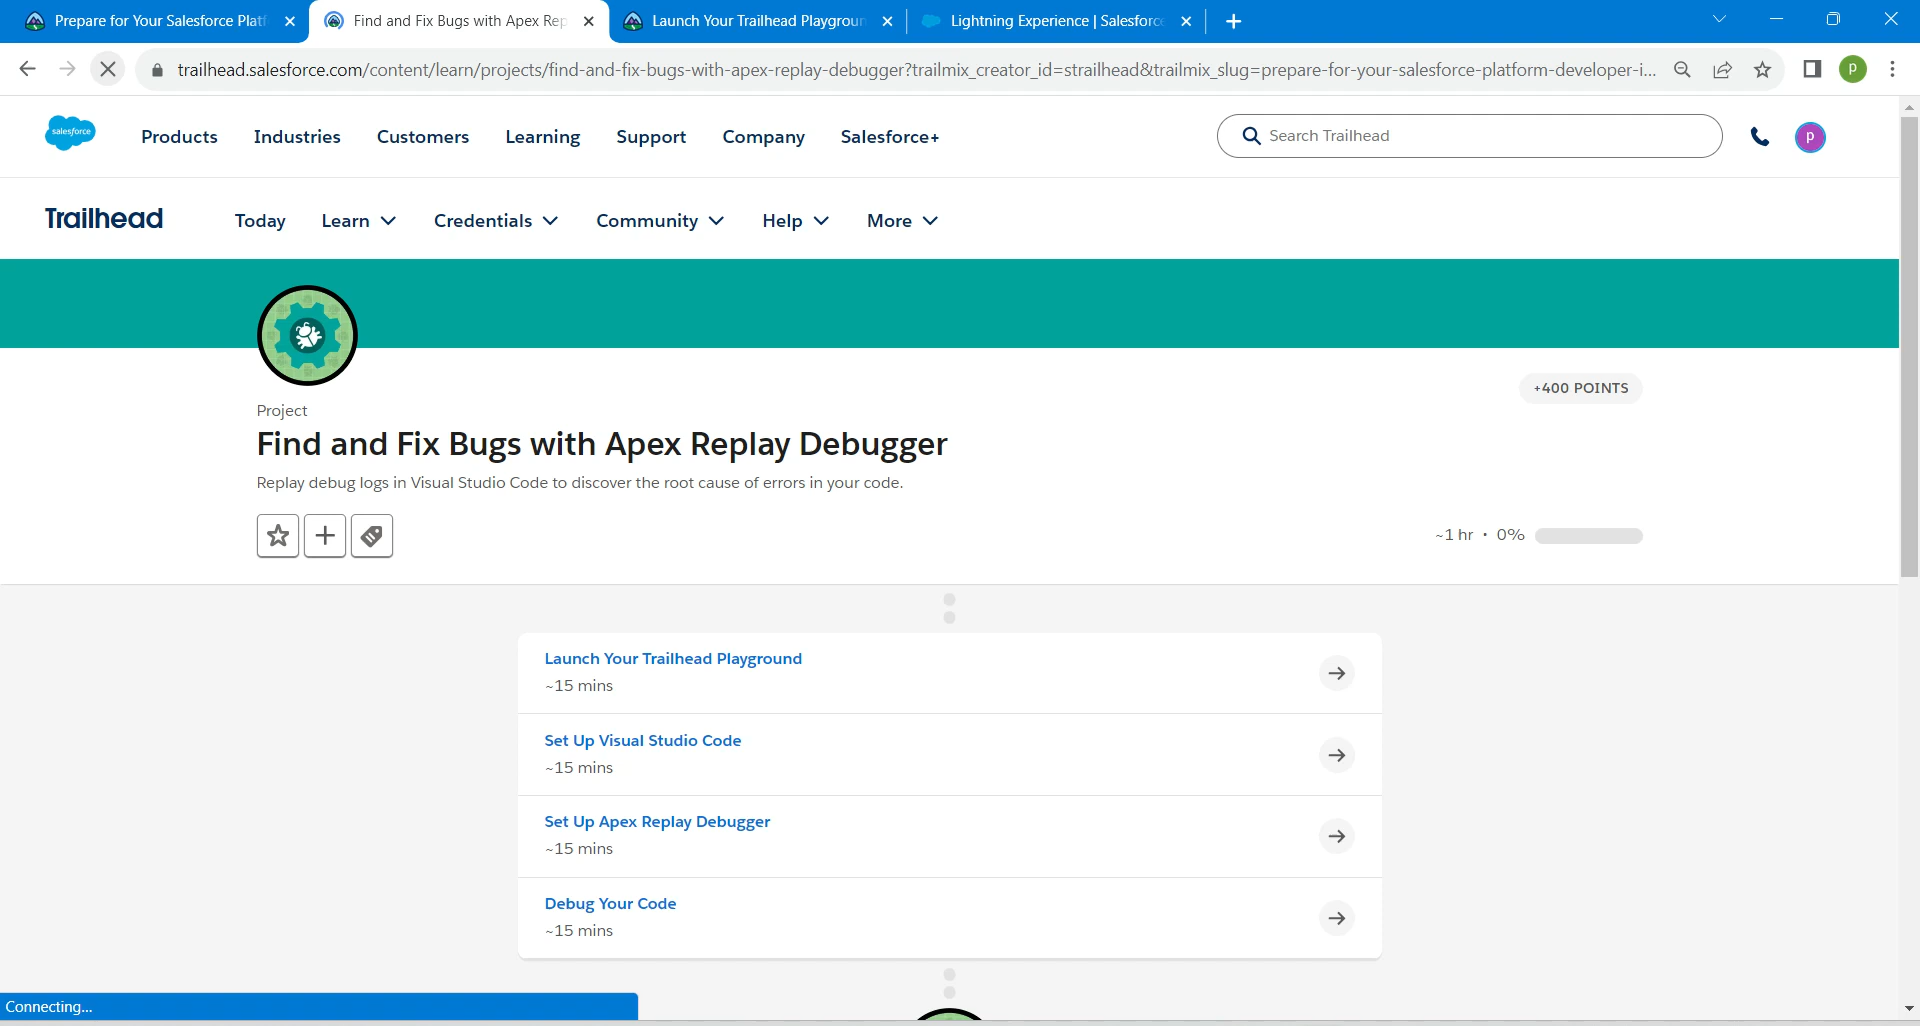 Prepare for Your Salesforce Platf
Find and Fix Bugs with Apex Rep
Launch Your Trailhead Playgroun
Lightning Experience | Salesforce
trailhead.salesforce.com/content/learn/projects/find-and-fix-bugs-with-apex-replay-debugger?trailmix_creator_id=strailhead&trailmix_slug=prepare-for-your-salesforce-platform-developer-i...
P
salesforce
Products
Industries
Customers
Learning
Support
Company
Salesforce+
Search Trailhead
P
Trailhead
Today
Learn
Credentials
Community
Help
More
+400 POINTS
Project
Find and Fix Bugs with Apex Replay Debugger
Replay debug logs in Visual Studio Code to discover the root cause of errors in your code.
~1 hr • 0%
Launch Your Trailhead Playground
~15 mins
Set Up Visual Studio Code
~15 mins
Set Up Apex Replay Debugger
~15 mins
Debug Your Code
~15 mins
Connecting...